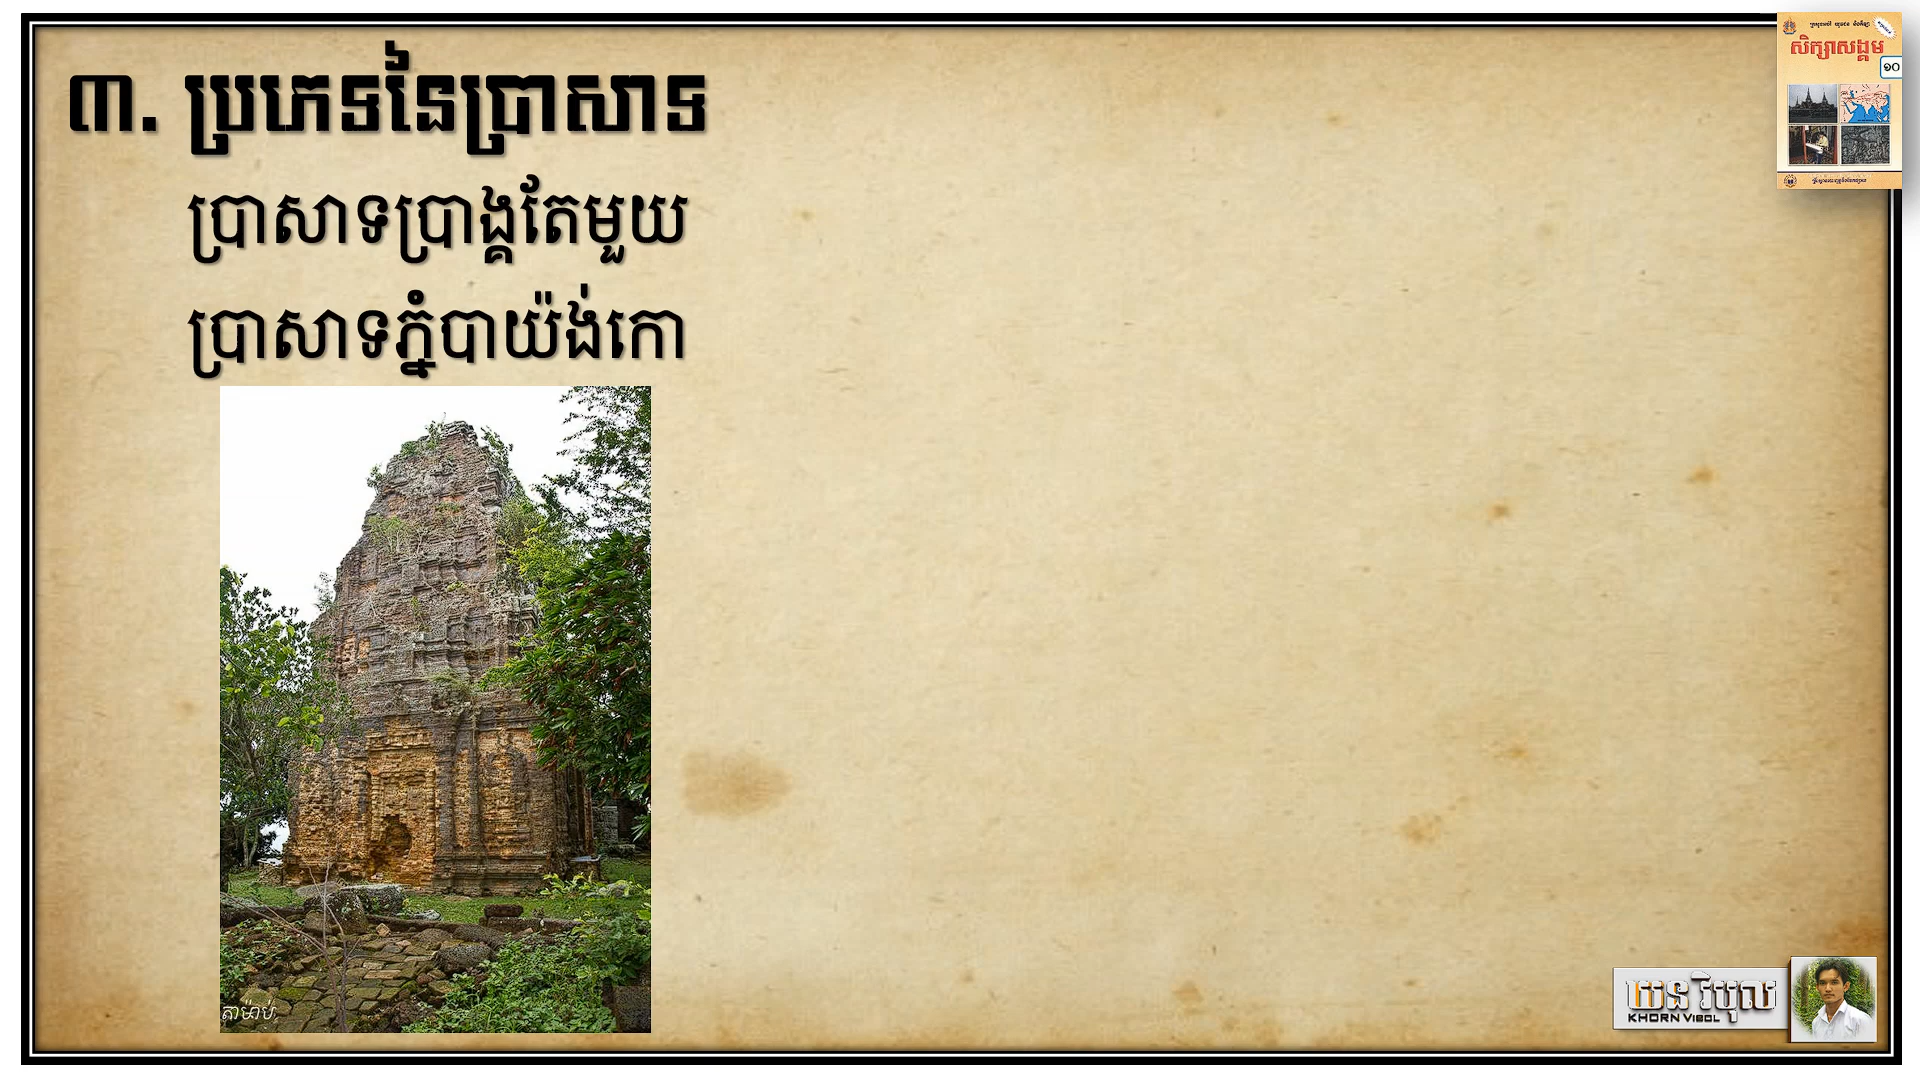 ៣. ប្រភេទនៃប្រាសាទ
ប្រាសាទប្រាង្គតែមួយ
ប្រាសាទភ្នំបាយ៉ង់កោ
សិក្សាសង្គម
១០
តាម៉ាប់
ឃន វិបុល
KHORN VIBOL